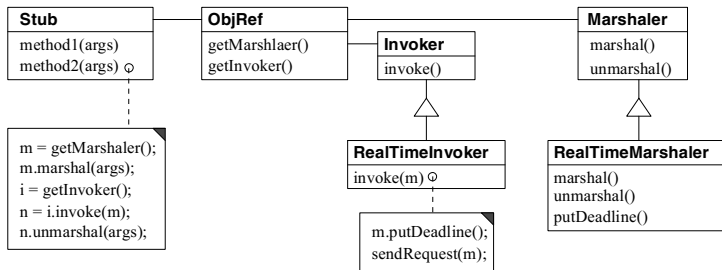 Stub
method1(args)
method2(args)
ObjRef
getMarshlaer()
getInvoker()
Invoker
invoke()
Marshaler
marshal()
unmarshal()
m = getMarshaler();
m.marshal(args);
i = getInvoker();
n = i.invoke(m);
n.unmarshal(args);
RealTimeInvoker
invoke(m)
m.putDeadline();
sendRequest(m);
RealTimeMarshaler
marshal()
unmarshal()
putDeadline()